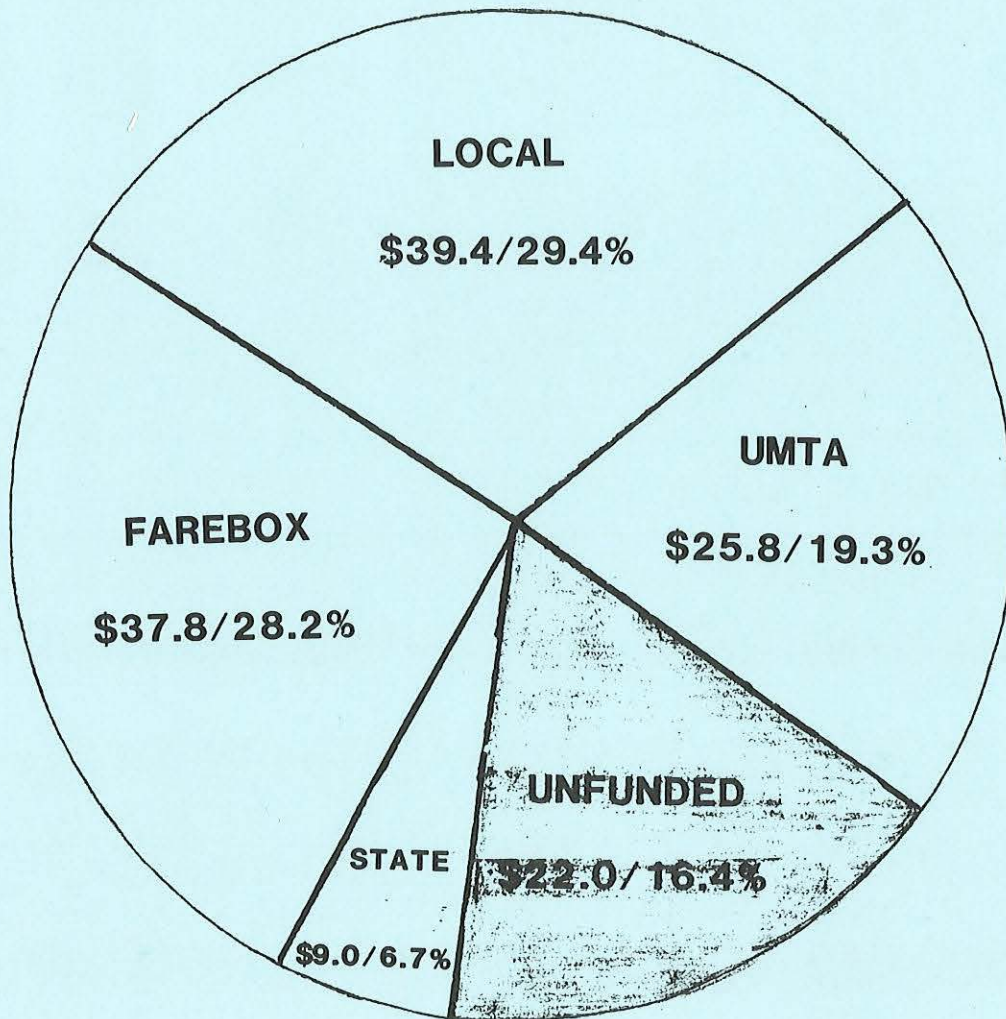 LOCAL
$39.4/29.4%
UMTA
$25.8/19.3%
FAREBOX
$37.8/28.2%
UNFUNDED
$22.0/16.4%
STATE
$9.0/6.7%